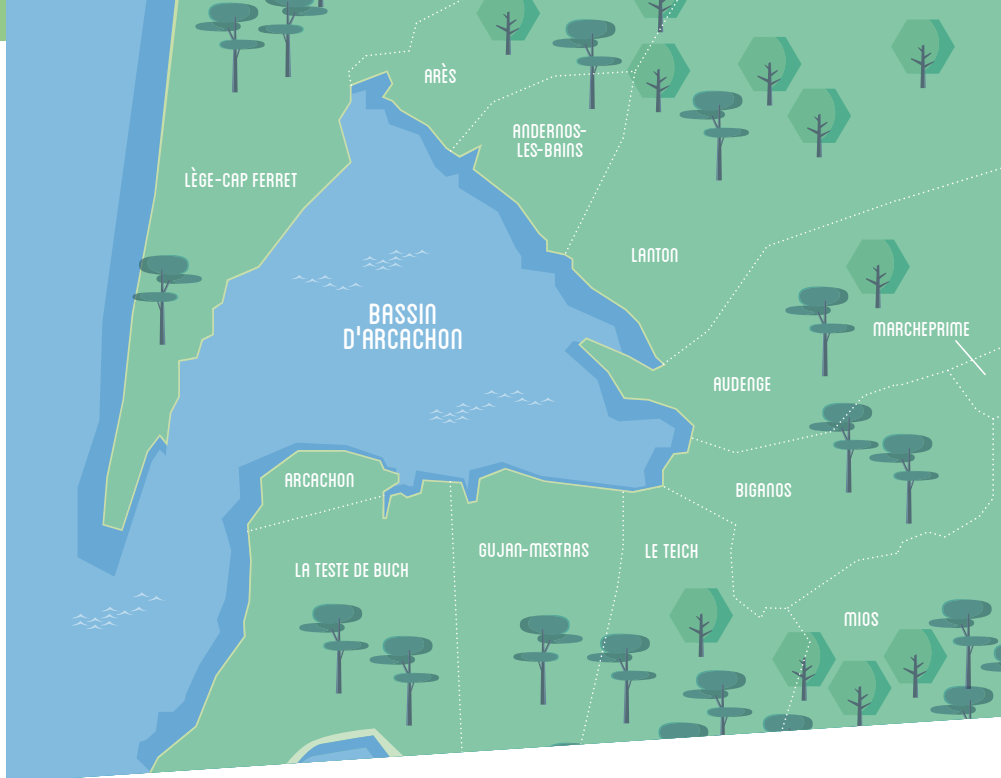 ARÈS
ANDERNOS-
LES-BAINS
LÈGE-CAP FERRET
LANTON
BASSIN
D'ARCACHON
MARCHEPRIME
AUDENGE
ARCACHON
BIGANOS
GUJAN-MESTRAS
LE TEICH
LA TESTE DE BUCH
MIOS